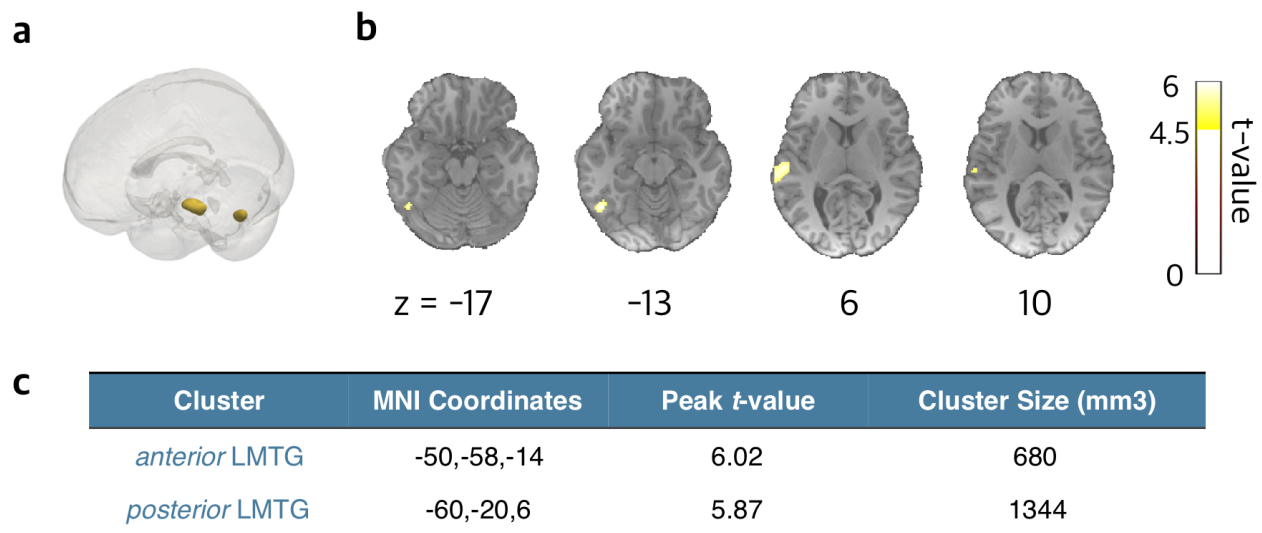 a
b
6
4.5
0
t-value
z = -17 -13 6 10
c
Cluster MNI Coordinates Peak t-value Cluster Size (mm3)
anterior LMTG -50,-58,-14 6.02 680
posterior LMTG -60,-20,6 5.87 1344